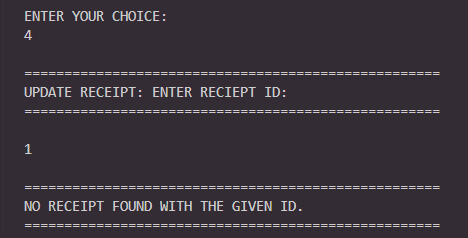 ENTER YOUR CHOICE:
4
===================================================
UPDATE RECEIPT: ENTER RECIEPT ID:
===================================================
1
===================================================
NO RECEIPT FOUND WITH THE GIVEN ID.
===================================================